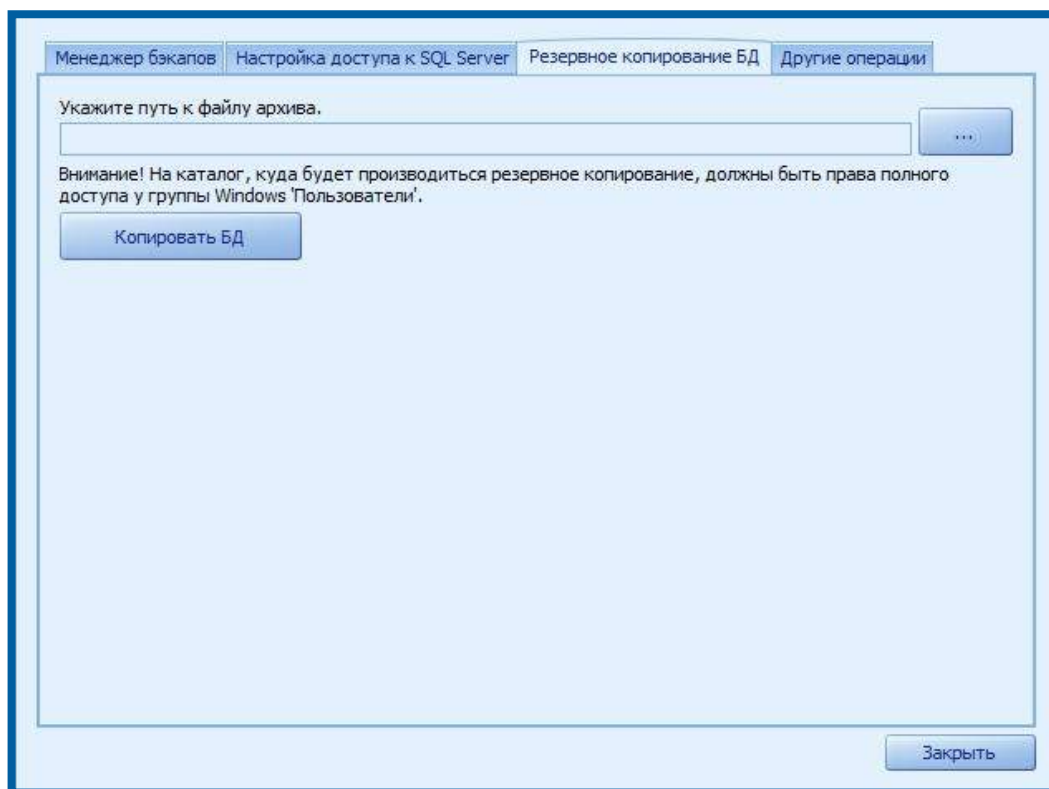 Менеджер бэкапов Настройка доступа к SQL Server Резервное копирование БД Другие операции
Укажите путь к файлу архива.
...
Внимание! На каталог, куда будет производиться резервное копирование, должны быть права полного
доступа у группы Windows 'Пользователи'.
Копировать БД
Закрыть